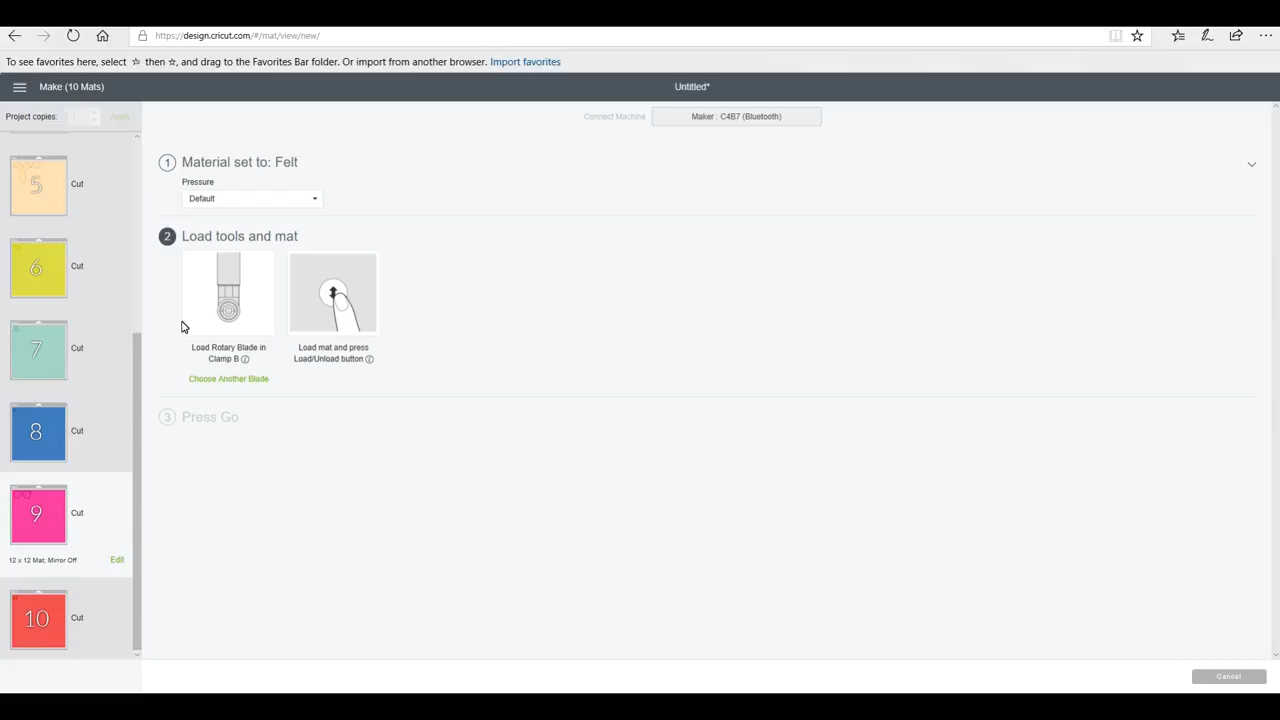 https://design.cricut.com/#/mat/view/new/
To see favorites here, select ☆ then ☆, and drag to the Favorites Bar folder. Or import from another browser. Import favorites
Make (10 Mats)
Untitled*
Project copies: 1 Apply
Connect Machine
Maker : C4B7 (Bluetooth)
5 Cut
6 Cut
7 Cut
8 Cut
9 Cut
12 x 12 Mat: Mirror Off Edit
10 Cut
1 Material set to: Felt
Pressure
Default
2 Load tools and mat
Load Rotary Blade in
Clamp B
Choose Another Blade
Load mat and press
Load/Unload button
3 Press Go
Cancel